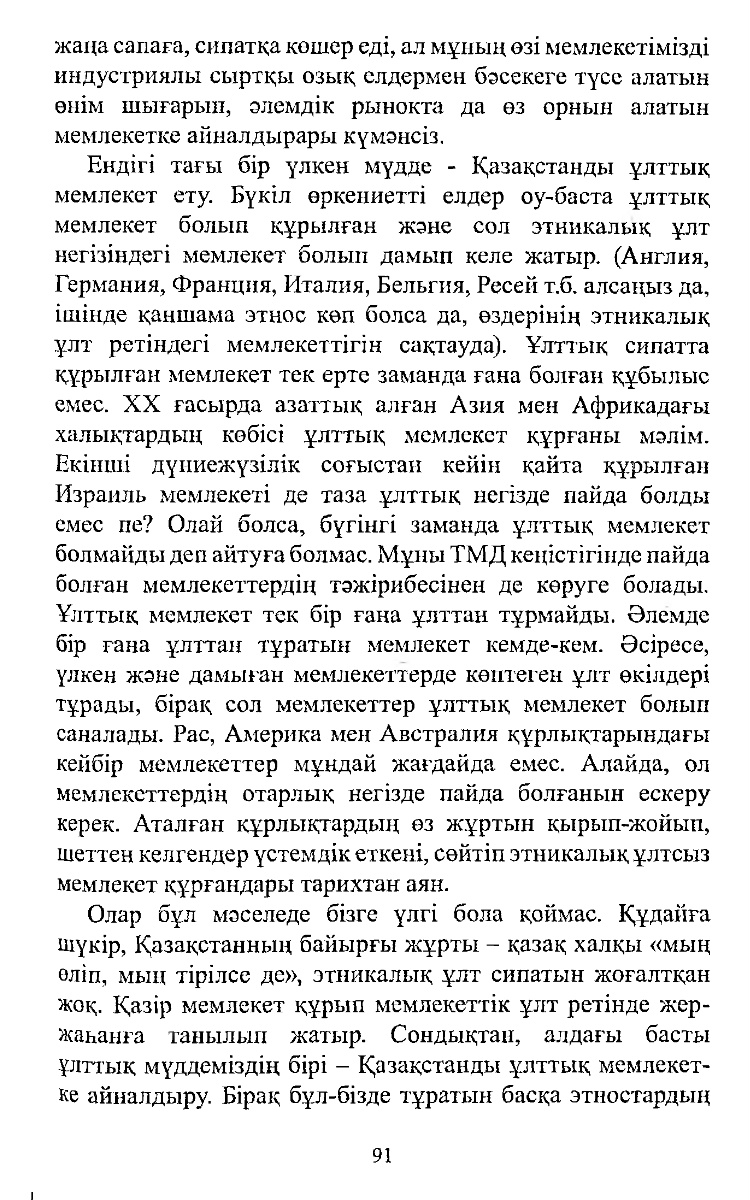 жаңа сапаға, сипатқа көшер еді, ал мұның өзі мемлекетімізді
индустриялы сыртқы озық елдермен бәсекеге түсе алатын
өнім шығарып, әлемдік рынокта да өз орнын алатын
мемлекетке айналдырары күмәнсіз.
Ендігі тағы бір үлкен мүдде - Қазақстанды ұлттық
мемлекет ету. Бүкіл өркениетті елдер оу-баста ұлттық
мемлекет болып құрылған және сол этникалық ұлт
негізіндегі мемлекет болып дамып келе жатыр. (Англия,
Германия, Франция, Италия, Бельгия, Ресей т.б. алсаңыз да,
ішінде қаншама этнос көп болса да, өздерінің этникалық
ұлт ретіндегі мемлекеттігін сақтауда). Ұлттық сипатта
құрылған мемлекет тек ерте заманда ғана болған құбылыс
емес. ХХ ғасырда азаттық алған Азия мен Африкадағы
халықтардың көбісі ұлттық мемлекет құрғаны мәлім.
Екінші дүниежүзілік соғыстан кейін қайта құрылған
Израиль мемлекеті де таза ұлттық негізде пайда болды
емес пе? Олай болса, бүгінгі заманда ұлттық мемлекет
болмайды деп айтуға болмас. Мұны ТМД кеңістігінде пайда
болған мемлекеттердің тәжірибесінен де көруге болады.
Ұлттық мемлекет тек бір ғана ұлттан тұрмайды. Әлемде
бір ғана ұлттан тұратын мемлекет кемде-кем. Әсіресе,
үлкен және дамыған мемлекеттерде көптеген ұлт өкілдері
тұрады, бірақ сол мемлекеттер ұлттық мемлекет болып
саналады. Рас, Америка мен Австралия құрлықтарындағы
кейбір мемлекеттер мұндай жағдайда емес. Алайда, ол
мемлекеттердің отарлық негізде пайда болғанын ескеру
керек. Аталған құрлықтардың өз жұртын қырып-жойып,
шеттен келгендер үстемдік еткені, сөйтіп этникалық ұлтсыз
мемлекет құрғандары тарихтан аян.
Олар бұл мәселеде бізге үлгі бола қоймас. Құдайға
шүкір, Қазақстанның байырғы жұрты – қазақ халқы «мың
өліп, мың тірілсе де», этникалық ұлт сипатын жоғалтқан
жоқ. Қазір мемлекет құрып мемлекеттік ұлт ретінде жер-
жаһанға танылып жатыр. Сондықтан, алдағы басты
ұлттық мүддеміздің бірі – Қазақстанды ұлттық мемлекет-
ке айналдыру. Бірақ бұл-бізде тұратын басқа этностардың
91